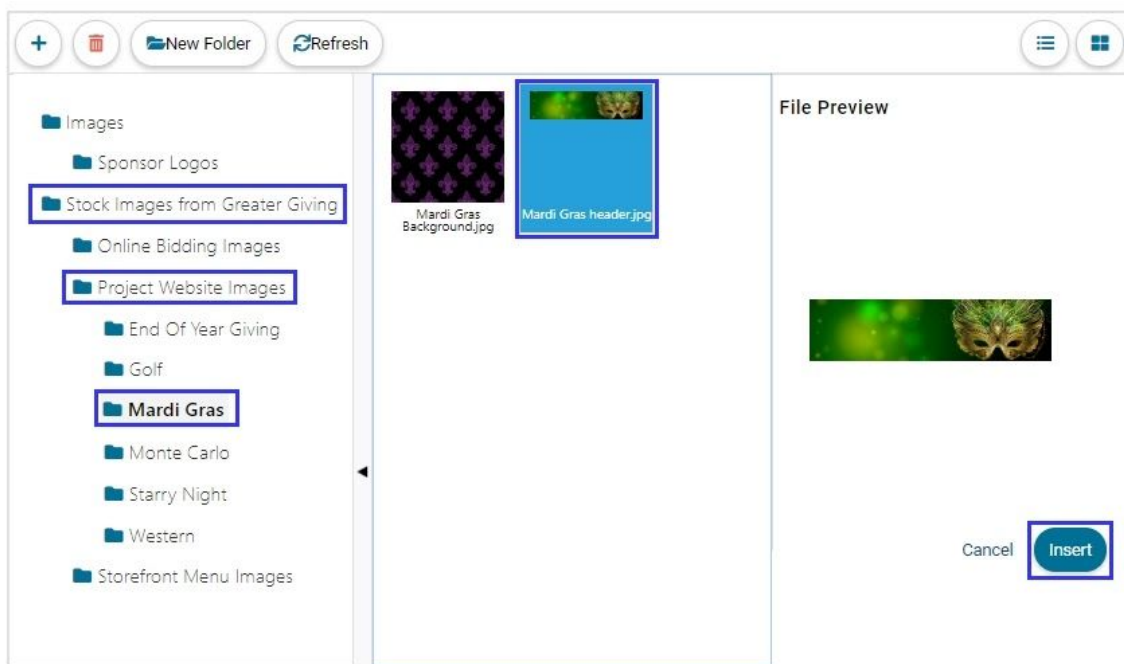 New Folder
Refresh
Images
Sponsor Logos
Stock Images from Greater Giving
Online Bidding Images
Project Website Images
End Of Year Giving
Golf
Mardi Gras
Monte Carlo
Starry Night
Western
Storefront Menu Images
Mardi Gras
Background.jpg
Mardi Gras header.jpg
File Preview
Cancel
Insert